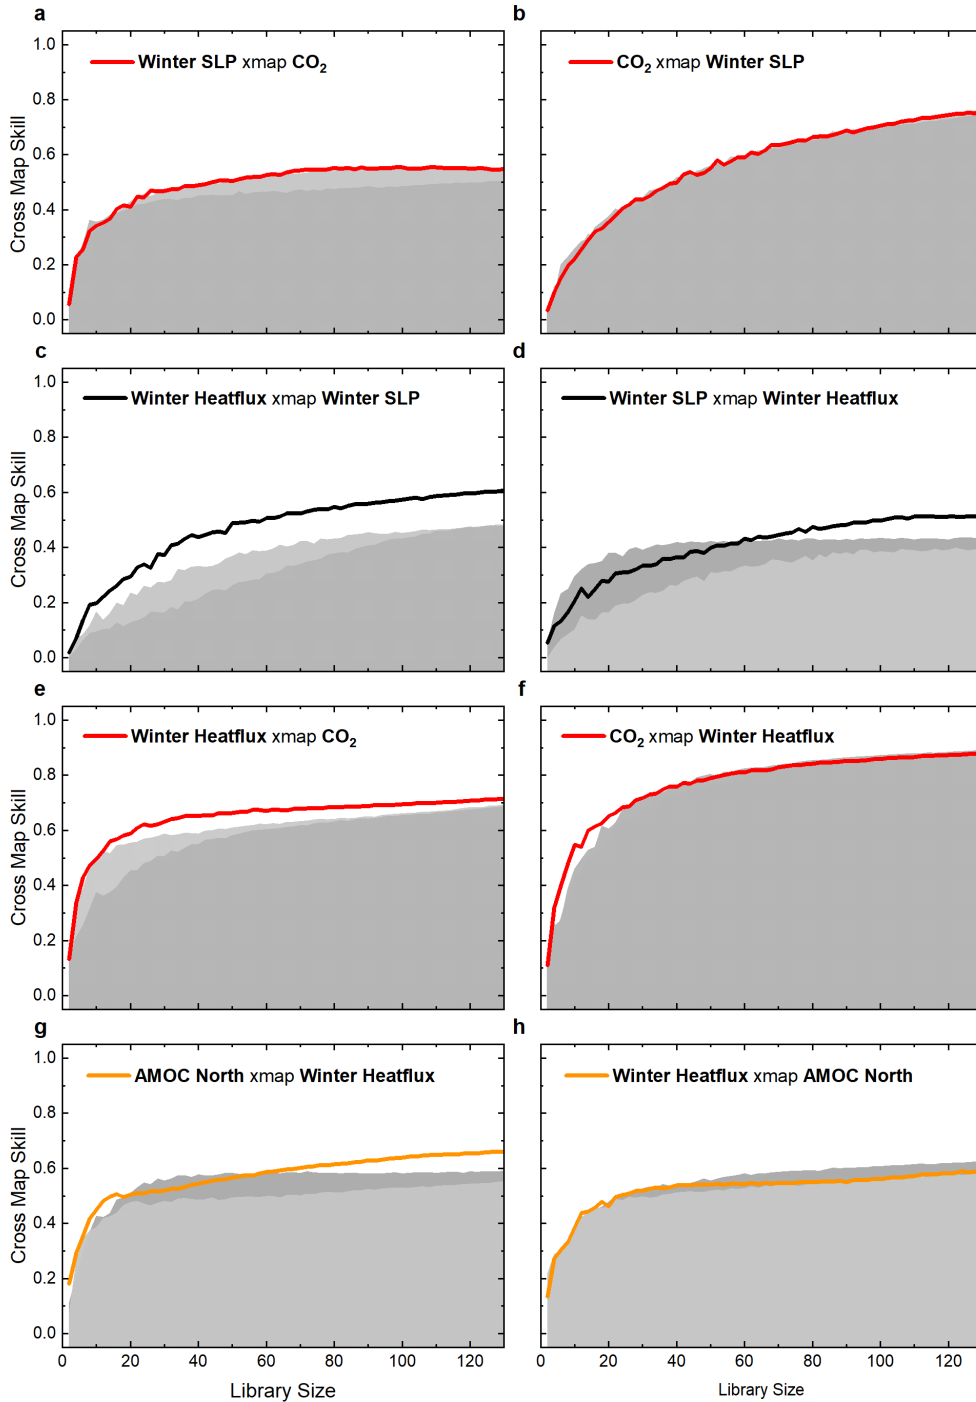 a
b
Winter SLP xmap CO₂
CO₂ xmap Winter SLP
1.0
0.8
0.6
0.4
0.2
0.0
Cross Map Skill
c
d
Winter Heatflux xmap Winter SLP
Winter SLP xmap Winter Heatflux
1.0
0.8
0.6
0.4
0.2
0.0
Cross Map Skill
e
f
Winter Heatflux xmap CO₂
CO₂ xmap Winter Heatflux
1.0
0.8
0.6
0.4
0.2
0.0
Cross Map Skill
g
h
AMOC North xmap Winter Heatflux
Winter Heatflux xmap AMOC North
1.0
0.8
0.6
0.4
0.2
0.0
Cross Map Skill
0 20 40 60 80 100 120
0 20 40 60 80 100 120
Library Size
Library Size